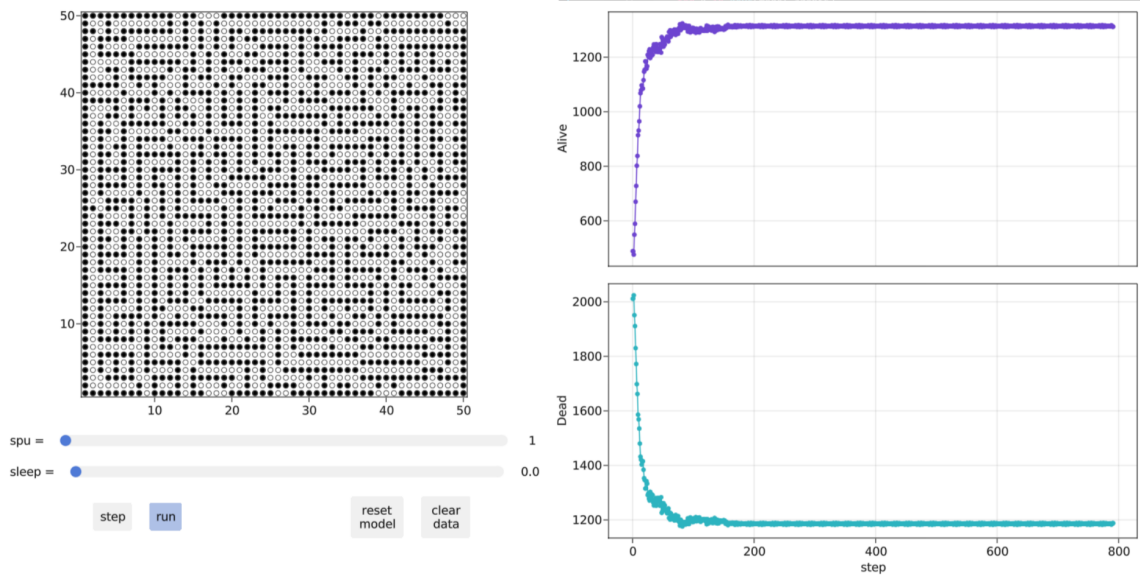 50
40
30
20
10
10 20 30 40 50
spu = 1
sleep = 0.0
step run reset model clear data
Alive
1200
1000
800
600
Dead
2000
1800
1600
1400
1200
0 200 400 600 800
step